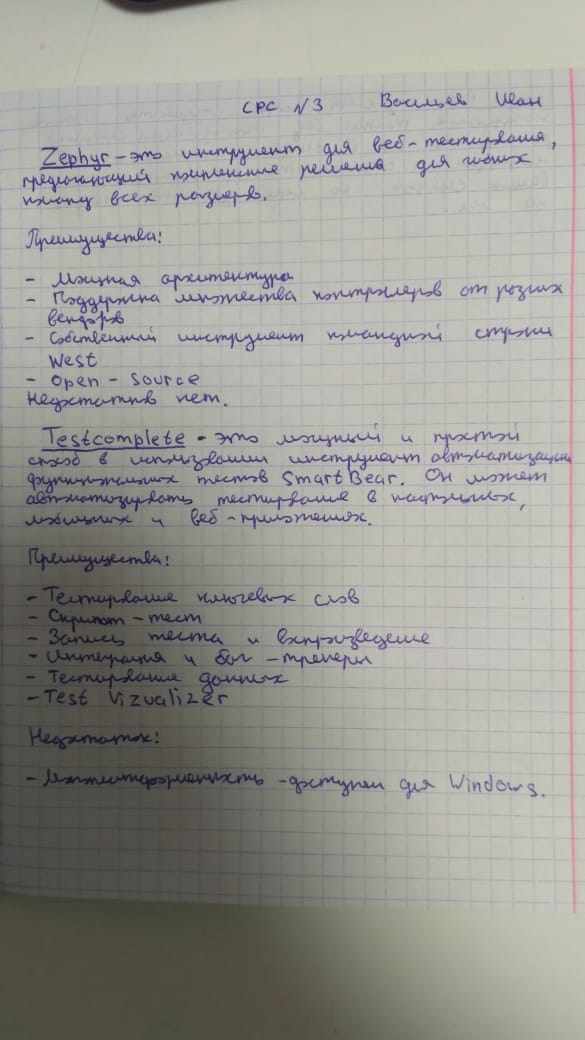 СРС №3 Васильев Иван
Zephyr - это инструмент для веб-тестирования,
предлагающий решения для
команд всех размеров.
Преимущества:
- Мощная архитектура
- Поддержка множества контроллеров от разных
вендоров
- Собственный инструмент командной строки
West
- Open - Source
Недостатков нет.
Testcomplete - это мощный и простой
способ в использовании инструмент автоматизации
функциональных тестов SmartBear. Он может
автоматизировать тестирование в настольных,
мобильных и веб-приложениях.
Преимущества:
- Тестирование ключевых слов
- Скрипт-тест
- Запись теста и воспроизведение
- Интеграция и баг-трекеры
- Тестирование данных
- Test Vizualizer
Недостаток:
- доступен для Windows.